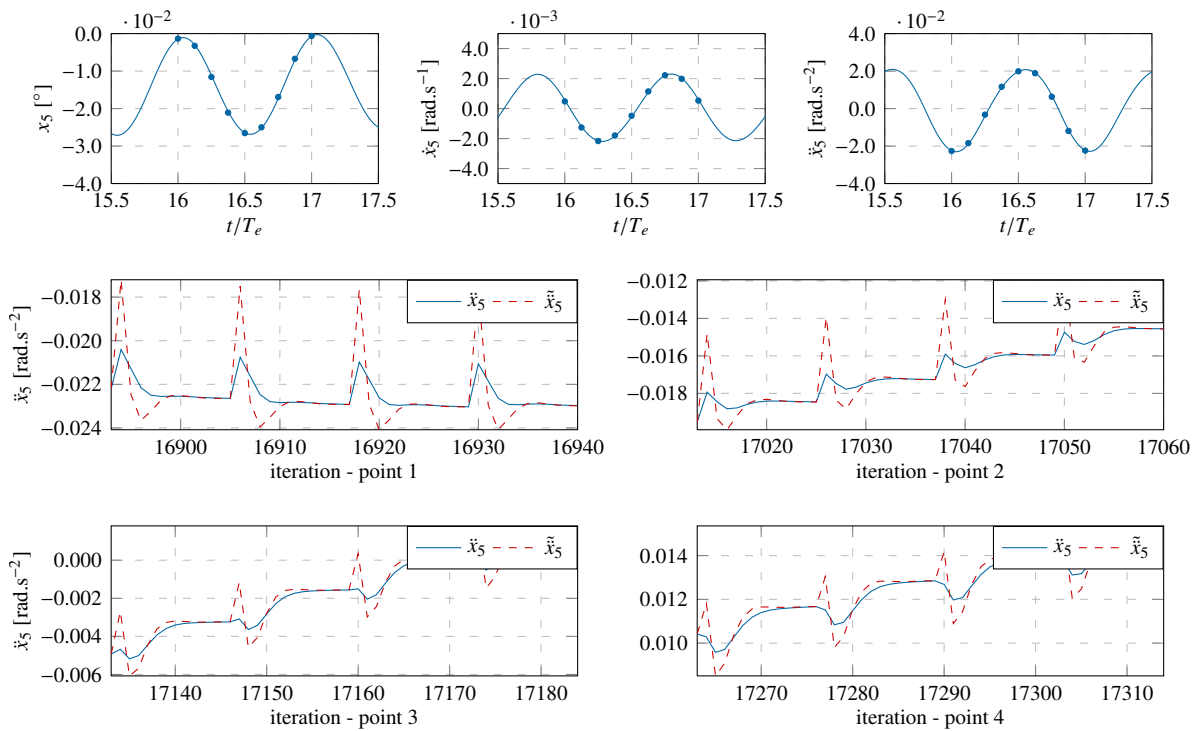 · 10⁻²
0.0
−1.0
−2.0
−3.0
−4.0
x₅ [°]
15.5 16 16.5 17 17.5
t/Tₑ
· 10⁻³
4.0
2.0
0.0
−2.0
−4.0
ẋ₅ [rad.s⁻¹]
15.5 16 16.5 17 17.5
t/Tₑ
· 10⁻²
4.0
2.0
0.0
−2.0
−4.0
ẍ₅ [rad.s⁻²]
15.5 16 16.5 17 17.5
t/Tₑ
−0.018
−0.020
−0.022
−0.024
ẍ₅ [rad.s⁻²]
ẍ₅ ẍ̃₅
16900 16910 16920 16930 16940
iteration - point 1
−0.012
−0.014
−0.016
−0.018
ẍ₅ ẍ̃₅
17020 17030 17040 17050 17060
iteration - point 2
0.000
−0.002
−0.004
−0.006
ẍ₅ [rad.s⁻²]
ẍ₅ ẍ̃₅
17140 17150 17160 17170 17180
iteration - point 3
0.014
0.012
0.010
ẍ₅ ẍ̃₅
17270 17280 17290 17300 17310
iteration - point 4